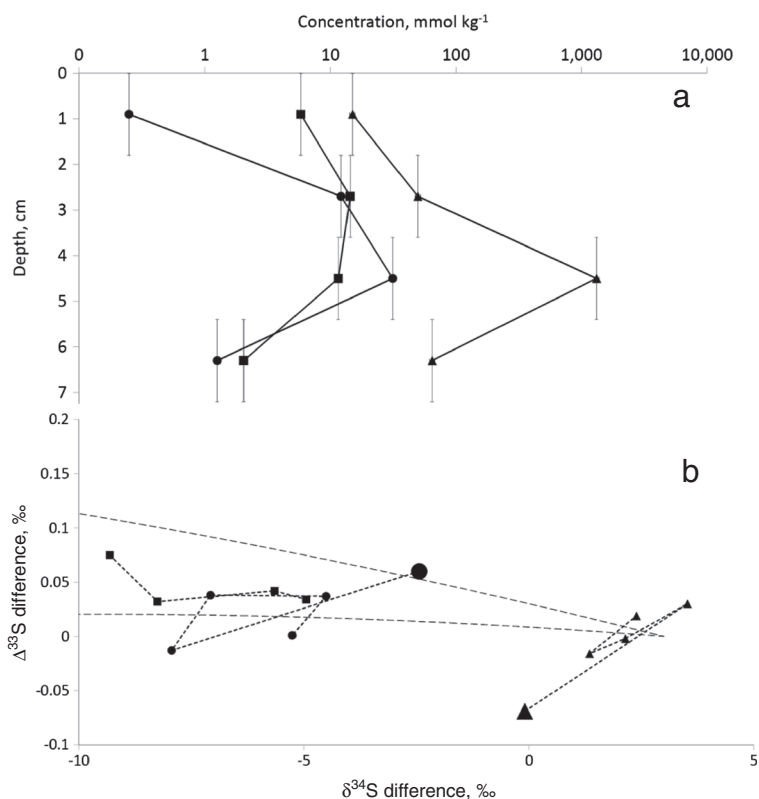 Concentration, mmol kg-1
0 1 10 100 1,000 10,000
a
0
1
2
3
4
5
6
7
Depth, cm
b
0.2
0.15
0.1
0.05
0
-0.05
-0.1
Δ33S difference, ‰
-10 -5 0 5
δ34S difference, ‰